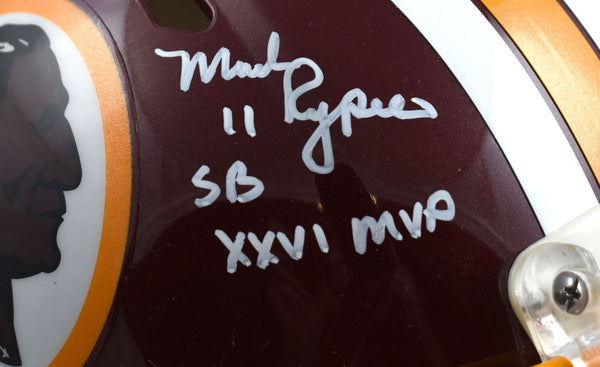 Mark Rypien
11
SB
XXVI MVP